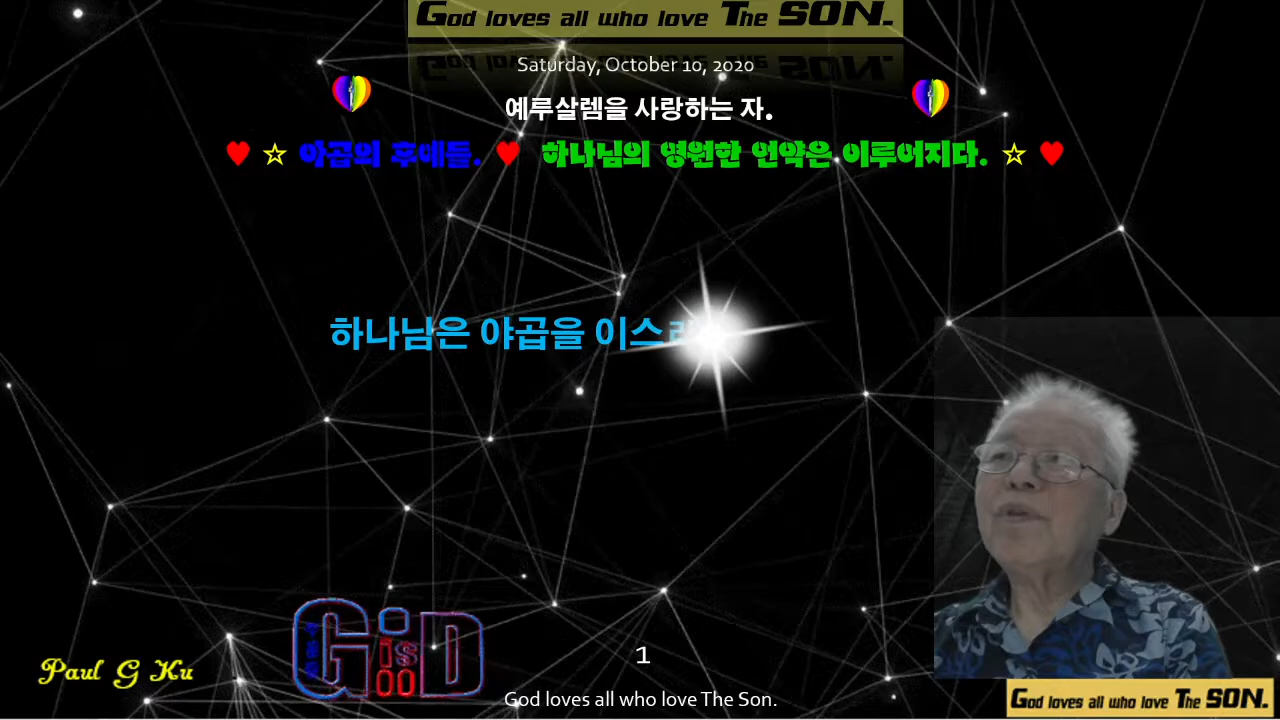 God loves all who love The SON.
Saturday, October 10, 2020
예루살렘을 사랑하는 자.
♥ ☆ 야곱의 후예들. ♥ 하나님의 영원한 언약은 이루어지다. ☆ ♥
하나남은 야곱을 이스
GOD
is
Paul G Ku
1
God loves all who love The Son.
God loves all who love The SON.